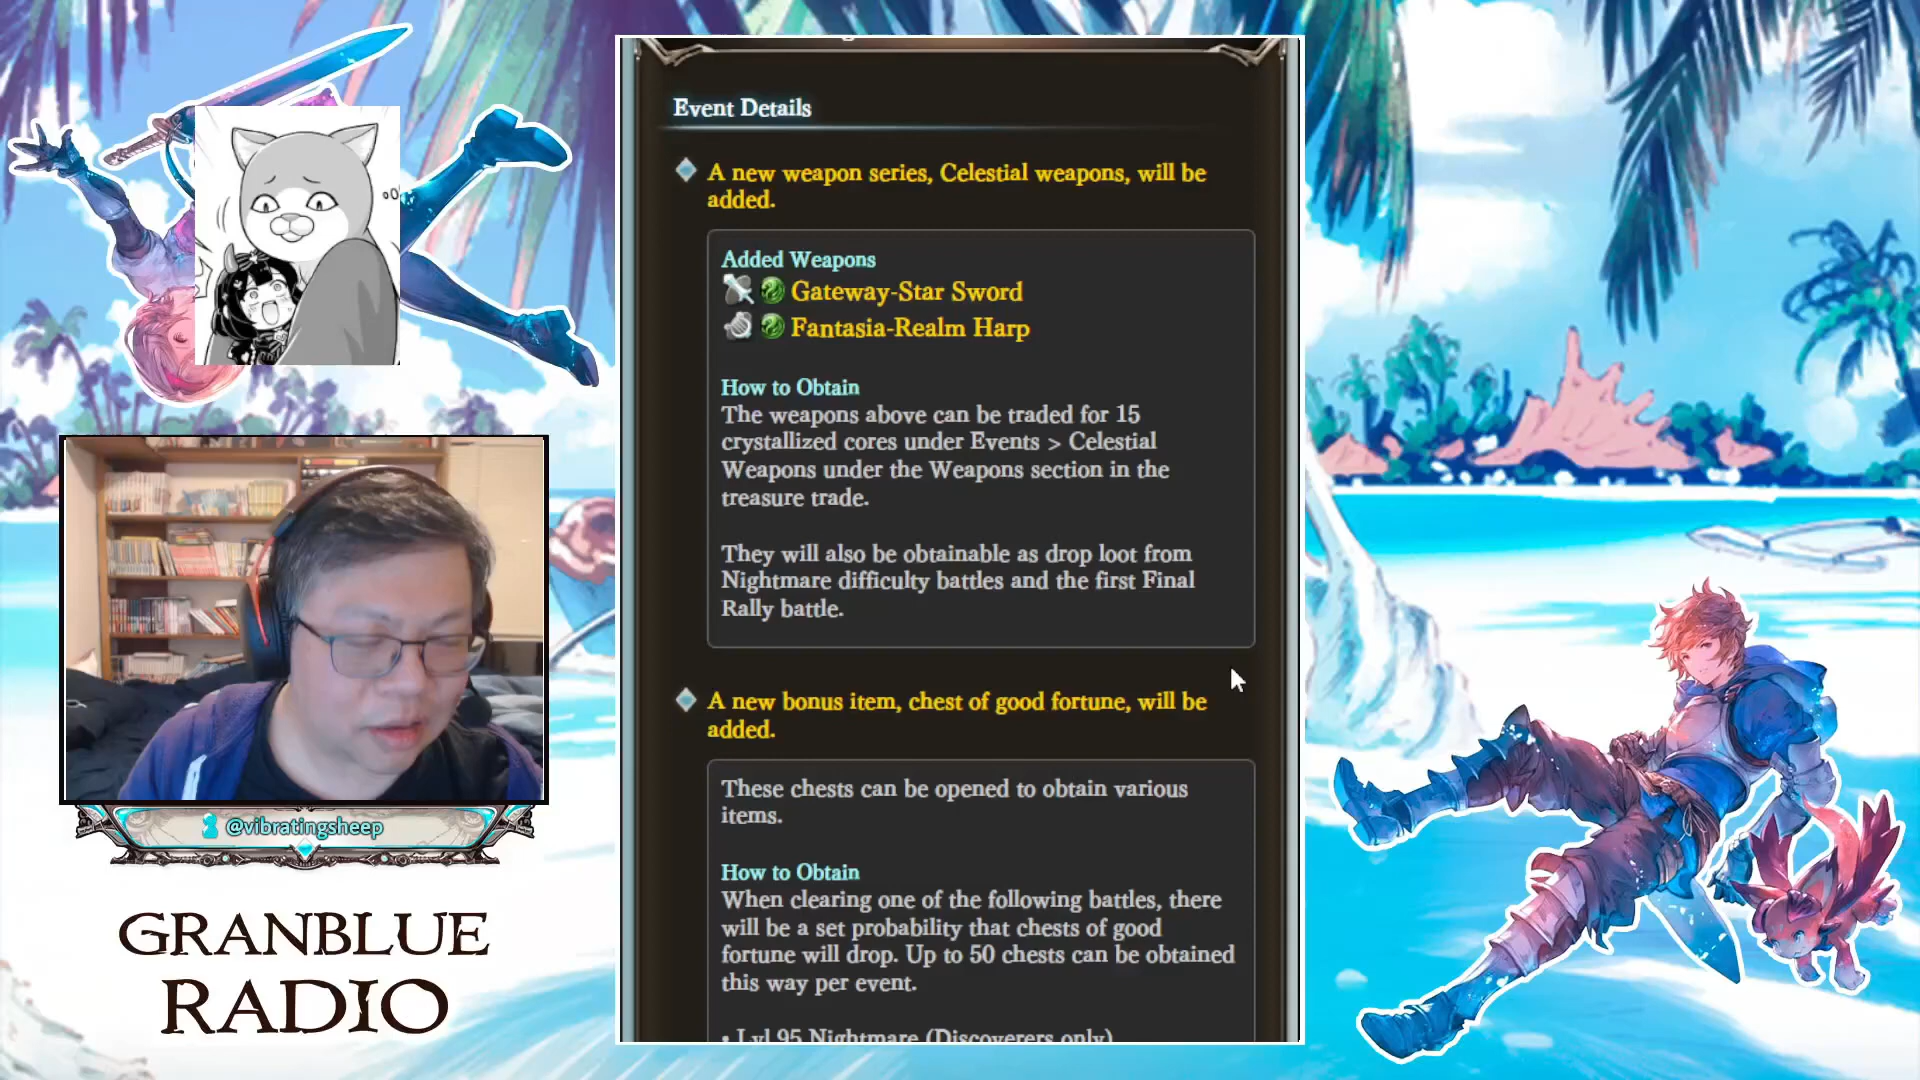 Event Details
A new weapon series, Celestial weapons, will be
added.
Added Weapons
Gateway-Star Sword
Fantasia-Realm Harp
How to Obtain
The weapons above can be traded for 15
crystallized cores under Events > Celestial
Weapons under the Weapons section in the
treasure trade.
They will also be obtainable as drop loot from
Nightmare difficulty battles and the first Final
Rally battle.
A new bonus item, chest of good fortune, will be
added.
These chests can be opened to obtain various
items.
How to Obtain
When clearing one of the following battles, there
will be a set probability that chests of good
fortune will drop. Up to 50 chests can be obtained
this way per event.
• Lvl 95 Nightmare (Discoverers only)
@vibratingsheep
GRANBLUE
RADIO